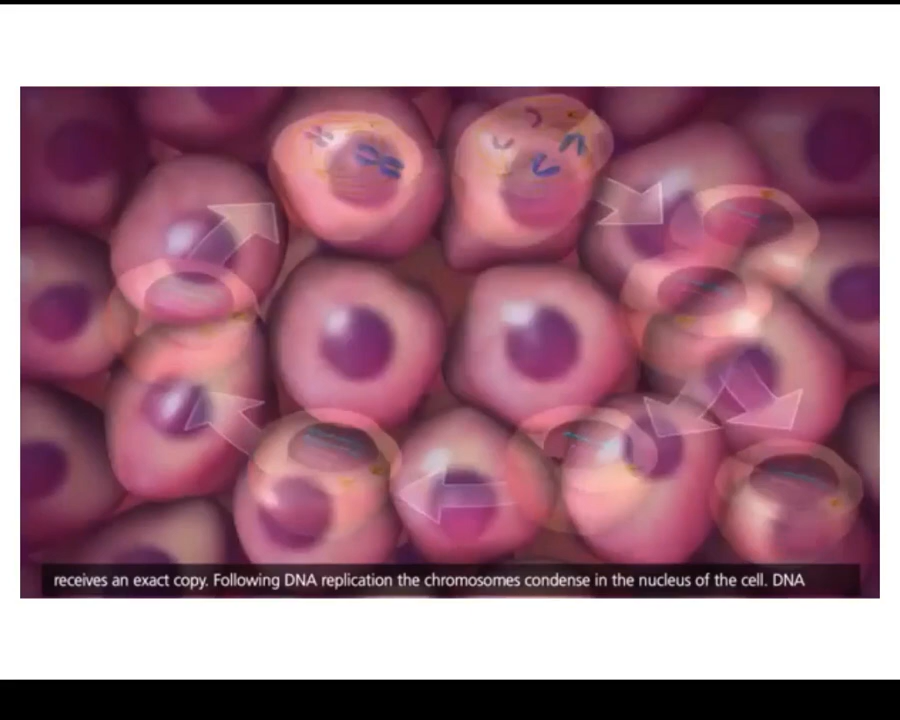 receives an exact copy. Following DNA replication the chromosomes condense in the nucleus of the cell. DNA